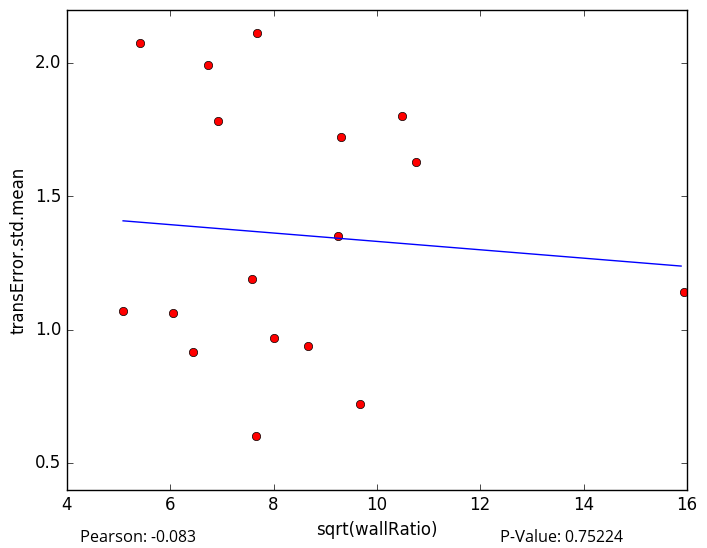 2.0
1.5
1.0
0.5
transError.std.mean
4 6 8 10 12 14 16
sqrt(wallRatio)
Pearson: -0.083 P-Value: 0.75224